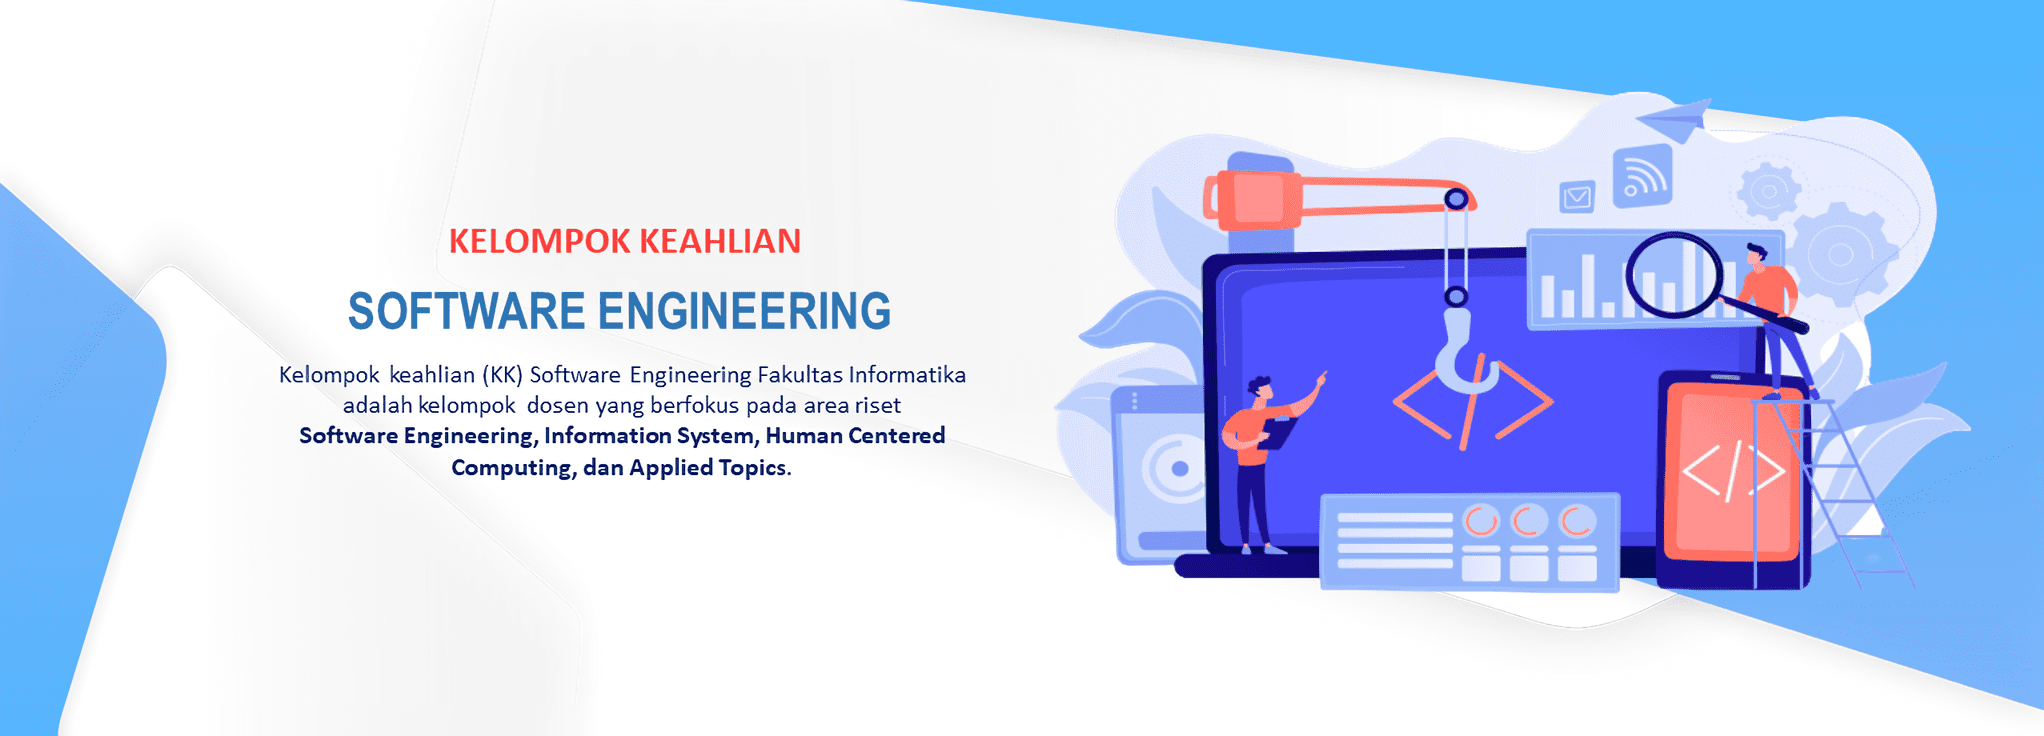 KELOMPOK KEAHLIAN
SOFTWARE ENGINEERING
Kelompok keahlian (KK) Software Engineering Fakultas Informatika
adalah kelompok dosen yang berfokus pada area riset
Software Engineering, Information System, Human Centered
Computing, dan Applied Topics.